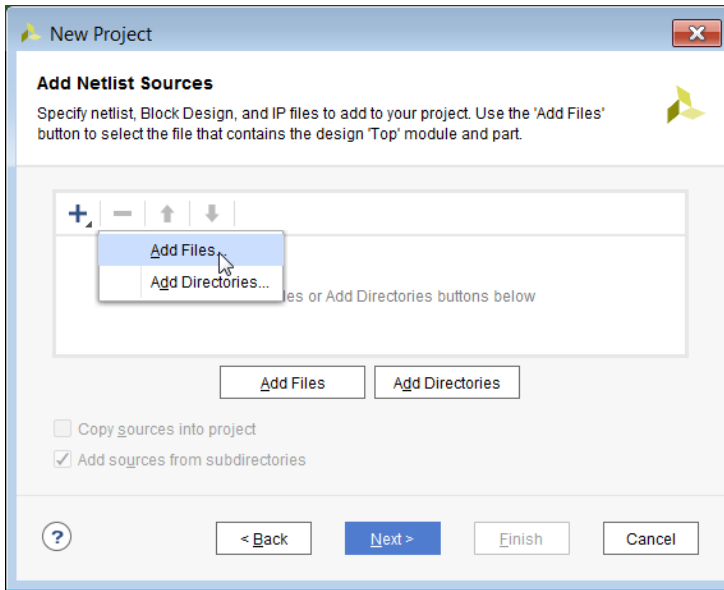 New Project
Add Netlist Sources
Specify netlist, Block Design, and IP files to add to your project. Use the 'Add Files'
button to select the file that contains the design 'Top' module and part.
Add Files...
Add Directories...
or Add Directories buttons below
Add Files
Add Directories
Copy sources into project
Add sources from subdirectories
?
< Back
Next >
Finish
Cancel